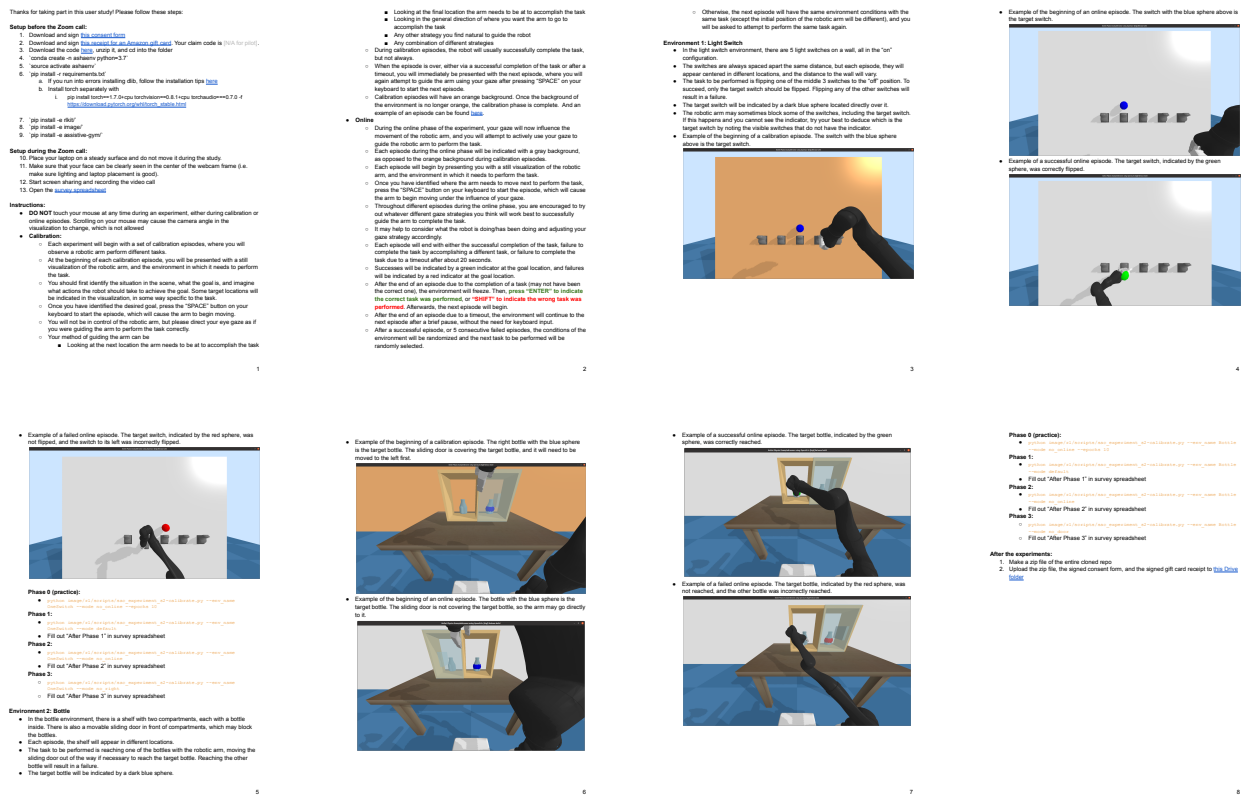 Thanks for taking part in this user study! Please follow these steps:
Setup before the Zoom call:
1. Download and sign this consent form
2. Download and sign this receipt for an Amazon gift card. Your claim code is [N/A for pilot].
3. Download the code here, unzip it, and cd into the folder
4. `conda create -n ashaenv python=3.7`
5. `source activate ashaenv`
6. `pip install -r requirements.txt`
a. If you run into errors installing dlib, follow the installation tips here
b. Install torch separately with
i. pip install torch==1.7.0+cpu torchvision==0.8.1+cpu torchaudio===0.7.0 -f
https://download.pytorch.org/whl/torch_stable.html
7. `pip install -e rlkit/`
8. `pip install -e image/`
9. `pip install -e assistive-gym/`
Setup during the Zoom call:
10. Place your laptop on a steady surface and do not move it during the study.
11. Make sure that your face can be clearly seen in the center of the webcam frame (i.e.
make sure lighting and laptop placement is good).
12. Start screen sharing and recording the video call
13. Open the survey spreadsheet
Instructions:
● DO NOT touch your mouse at any time during an experiment, either during calibration or
online episodes. Scrolling on your mouse may cause the camera angle in the
visualization to change, which is not allowed
● Calibration:
○ Each experiment will begin with a set of calibration episodes, where you will
observe a robotic arm perform different tasks.
○ At the beginning of each calibration episode, you will be presented with a still
visualization of the robotic arm, and the environment in which it needs to perform
the task.
○ You should first identify the situation in the scene, what the goal is, and imagine
what actions the robot should take to achieve the goal. Some target locations will
be indicated in the visualization, in some way specific to the task.
○ Once you have identified the desired goal, press the "SPACE" button on your
keyboard to start the episode, which will cause the arm to begin moving.
○ You will not be in control of the robotic arm, but please direct your eye gaze as if
you were guiding the arm to perform the task correctly.
○ Your method of guiding the arm can be
■ Looking at the next location the arm needs to be at to accomplish the task
1
■ Looking at the final location the arm needs to be at to accomplish the task
■ Looking in the general direction of where you want the arm to go to
accomplish the task
■ Any other strategy you find natural to guide the robot
■ Any combination of different strategies
○ During calibration episodes, the robot will usually successfully complete the task,
but not always.
○ When the episode is over, either via a successful completion of the task or after a
timeout, you will immediately be presented with the next episode, where you will
again attempt to guide the arm using your gaze after pressing "SPACE" on your
keyboard to start the next episode.
○ Calibration episodes will have an orange background. Once the background of
the environment is no longer orange, the calibration phase is complete. And an
example of an episode can be found here.
● Online
○ During the online phase of the experiment, your gaze will now influence the
movement of the robotic arm, and you will attempt to actively use your gaze to
guide the robotic arm to perform the task.
○ Each episode during the online phase will be indicated with a gray background,
as opposed to the orange background during calibration episodes.
○ Each episode will begin by presenting you with a still visualization of the robotic
arm, and the environment in which it needs to perform the task.
○ Once you have identified where the arm needs to move next to perform the task,
press the "SPACE" button on your keyboard to start the episode, which will cause
the arm to begin moving under the influence of your gaze.
○ Throughout different episodes during the online phase, you are encouraged to try
out whatever different gaze strategies you think will work best to successfully
guide the arm to complete the task.
○ It may help to consider what the robot is doing/has been doing and adjusting your
gaze strategy accordingly.
○ Each episode will end with either the successful completion of the task, failure to
complete the task by accomplishing a different task, or failure to complete the
task due to a timeout after about 20 seconds.
○ Successes will be indicated by a green indicator at the goal location, and failures
will be indicated by a red indicator at the goal location.
○ After the end of an episode due to the completion of a task (may not have been
the correct one), the environment will freeze. Then, press "ENTER" to indicate
the correct task was performed, or "SHIFT" to indicate the wrong task was
performed. Afterwards, the next episode will begin.
○ After the end of an episode due to a timeout, the environment will continue to the
next episode after a brief pause, without the need for keyboard input.
○ After a successful episode, or 5 consecutive failed episodes, the conditions of the
environment will be randomized and the next task to be performed will be
randomly selected.
2
○ Otherwise, the next episode will have the same environment conditions with the
same task (except the initial position of the robotic arm will be different), and you
will be asked to attempt to perform the same task again.
Environment 1: Light Switch
● In the light switch environment, there are 5 light switches on a wall, all in the "on"
configuration.
● The switches are always spaced apart the same distance, but each episode, they will
appear centered in different locations, and the distance to the wall will vary.
● The task to be performed is flipping one of the middle 3 switches to the "off" position. To
succeed, only the target switch should be flipped. Flipping any of the other switches will
result in a failure.
● The target switch will be indicated by a dark blue sphere located directly over it.
● The robotic arm may sometimes block some of the switches, including the target switch.
If this happens and you cannot see the indicator, try your best to deduce which is the
target switch by noting the visible switches that do not have the indicator.
● Example of the beginning of a calibration episode. The switch with the blue sphere
above is the target switch.
3
● Example of the beginning of an online episode. The switch with the blue sphere above is
the target switch.
● Example of a successful online episode. The target switch, indicated by the green
sphere, was correctly flipped.
4
● Example of a failed online episode. The target switch, indicated by the red sphere, was
not flipped, and the switch to its left was incorrectly flipped.
Phase 0 (practice):
Phase 1:
● Fill out "After Phase 1" in survey spreadsheet
Phase 2:
● Fill out "After Phase 2" in survey spreadsheet
Phase 3:
○ Fill out "After Phase 3" in survey spreadsheet
Environment 2: Bottle
● In the bottle environment, there is a shelf with two compartments, each with a bottle
inside. There is also a movable sliding door in front of compartments, which may block
the bottles.
● Each episode, the shelf will appear in different locations.
● The task to be performed is reaching one of the bottles with the robotic arm, moving the
sliding door out of the way if necessary to reach the target bottle. Reaching the other
bottle will result in a failure.
● The target bottle will be indicated by a dark blue sphere.
5
● Example of the beginning of a calibration episode. The right bottle with the blue sphere
is the target bottle. The sliding door is covering the target bottle, and it will need to be
moved to the left first.
● Example of the beginning of an online episode. The bottle with the blue sphere is the
target bottle. The sliding door is not covering the target bottle, so the arm may go directly
to it.
6
● Example of a successful online episode. The target bottle, indicated by the green
sphere, was correctly reached.
● Example of a failed online episode. The target bottle, indicated by the red sphere, was
not reached, and the other bottle was incorrectly reached.
7
Phase 0 (practice):
Phase 1:
● Fill out "After Phase 1" in survey spreadsheet
Phase 2:
● Fill out "After Phase 2" in survey spreadsheet
Phase 3:
○ Fill out "After Phase 3" in survey spreadsheet
After the experiments:
1. Make a zip file of the entire cloned repo
2. Upload the zip file, the signed consent form, and the signed gift card receipt to this Drive
folder
8